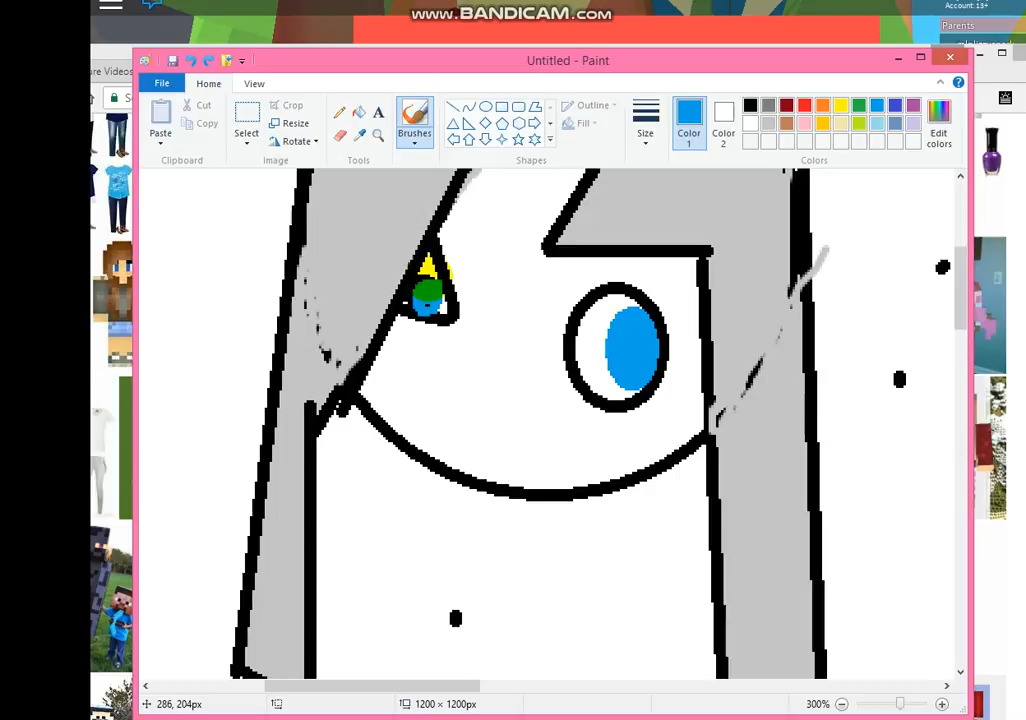 www.BANDICAM.com
Account: 13+
Parents
Untitled - Paint
ure Videos
File
Home
View
S
Paste
Cut
Copy
Select
Crop
Resize
Rotate
A
Brushes
Outline
Fill
Size
Color
1
Color
2
Edit
colors
Clipboard
Image
Tools
Shapes
Colors
286, 204px
1200 × 1200px
300%